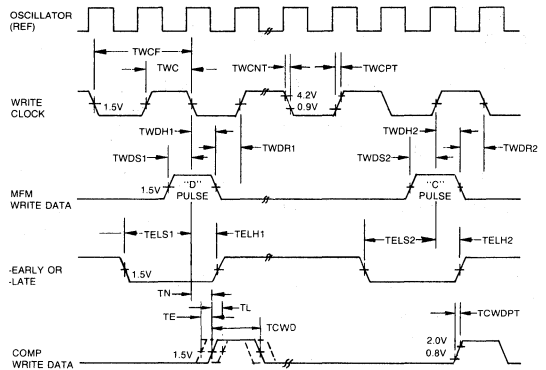 OSCILLATOR
(REF)
TWCF
TWC
TWCNT
TWCPT
4.2V
0.9V
WRITE
CLOCK
1.5V
TWDH1
TWDH2
TWDS1
TWDR1
TWDS2
TWDR2
MFM
WRITE DATA
1.5V
"D"
PULSE
"C"
PULSE
TELS1
TELH1
TELS2
TELH2
-EARLY OR
-LATE
1.5V
TN
TL
TE
TCWD
TCWDPT
2.0V
0.8V
COMP
WRITE DATA
1.5V